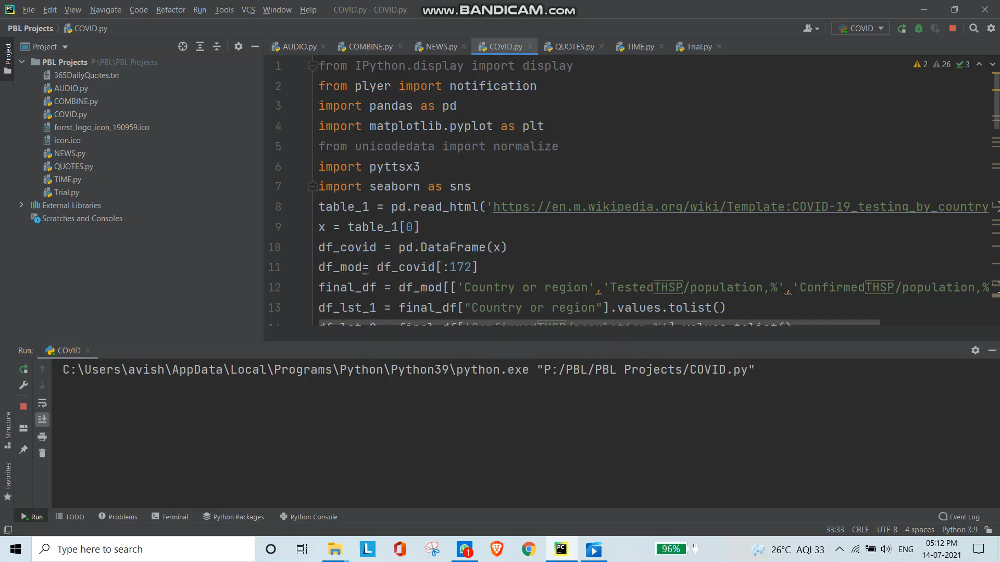 File Edit View Navigate Code Refactor Run Tools VCS Window Help COVID.py - COVID.py www.BANDICAM.com
PBL Projects COVID.py COVID
Project
Project AUDIO.py COMBINE.py NEWS.py COVID.py QUOTES.py TIME.py Trial.py
PBL Projects P:\PBL\PBL Projects
365DailyQuotes.txt
AUDIO.py
COMBINE.py
COVID.py
forrst_logo_icon_190959.ico
icon.ico
NEWS.py
QUOTES.py
TIME.py
Trial.py
External Libraries
Scratches and Consoles
2 26 3
1 from IPython.display import display
2 from plyer import notification
3 import pandas as pd
4 import matplotlib.pyplot as plt
5 from unicodedata import normalize
6 import pyttsx3
7 import seaborn as sns
8 table_1 = pd.read_html('https://en.m.wikipedia.org/wiki/Template:COVID-19_testing_by_country'
9 x = table_1[0]
10 df_covid = pd.DataFrame(x)
11 df_mod= df_covid[:172]
12 final_df = df_mod[['Country or region','TestedTHSP/population,%','ConfirmedTHSP/population,%'
13 df_lst_1 = final_df["Country or region"].values.tolist()
Run: COVID
C:\Users\avish\AppData\Local\Programs\Python\Python39\python.exe "P:/PBL/PBL Projects/COVID.py"
Structure
Favorites
Run TODO Problems Terminal Python Packages Python Console Event Log
33:33 CRLF UTF-8 4 spaces Python 3.9
Type here to search L 1 96% 26°C AQI 33 ENG 05:12 PM
14-07-2021